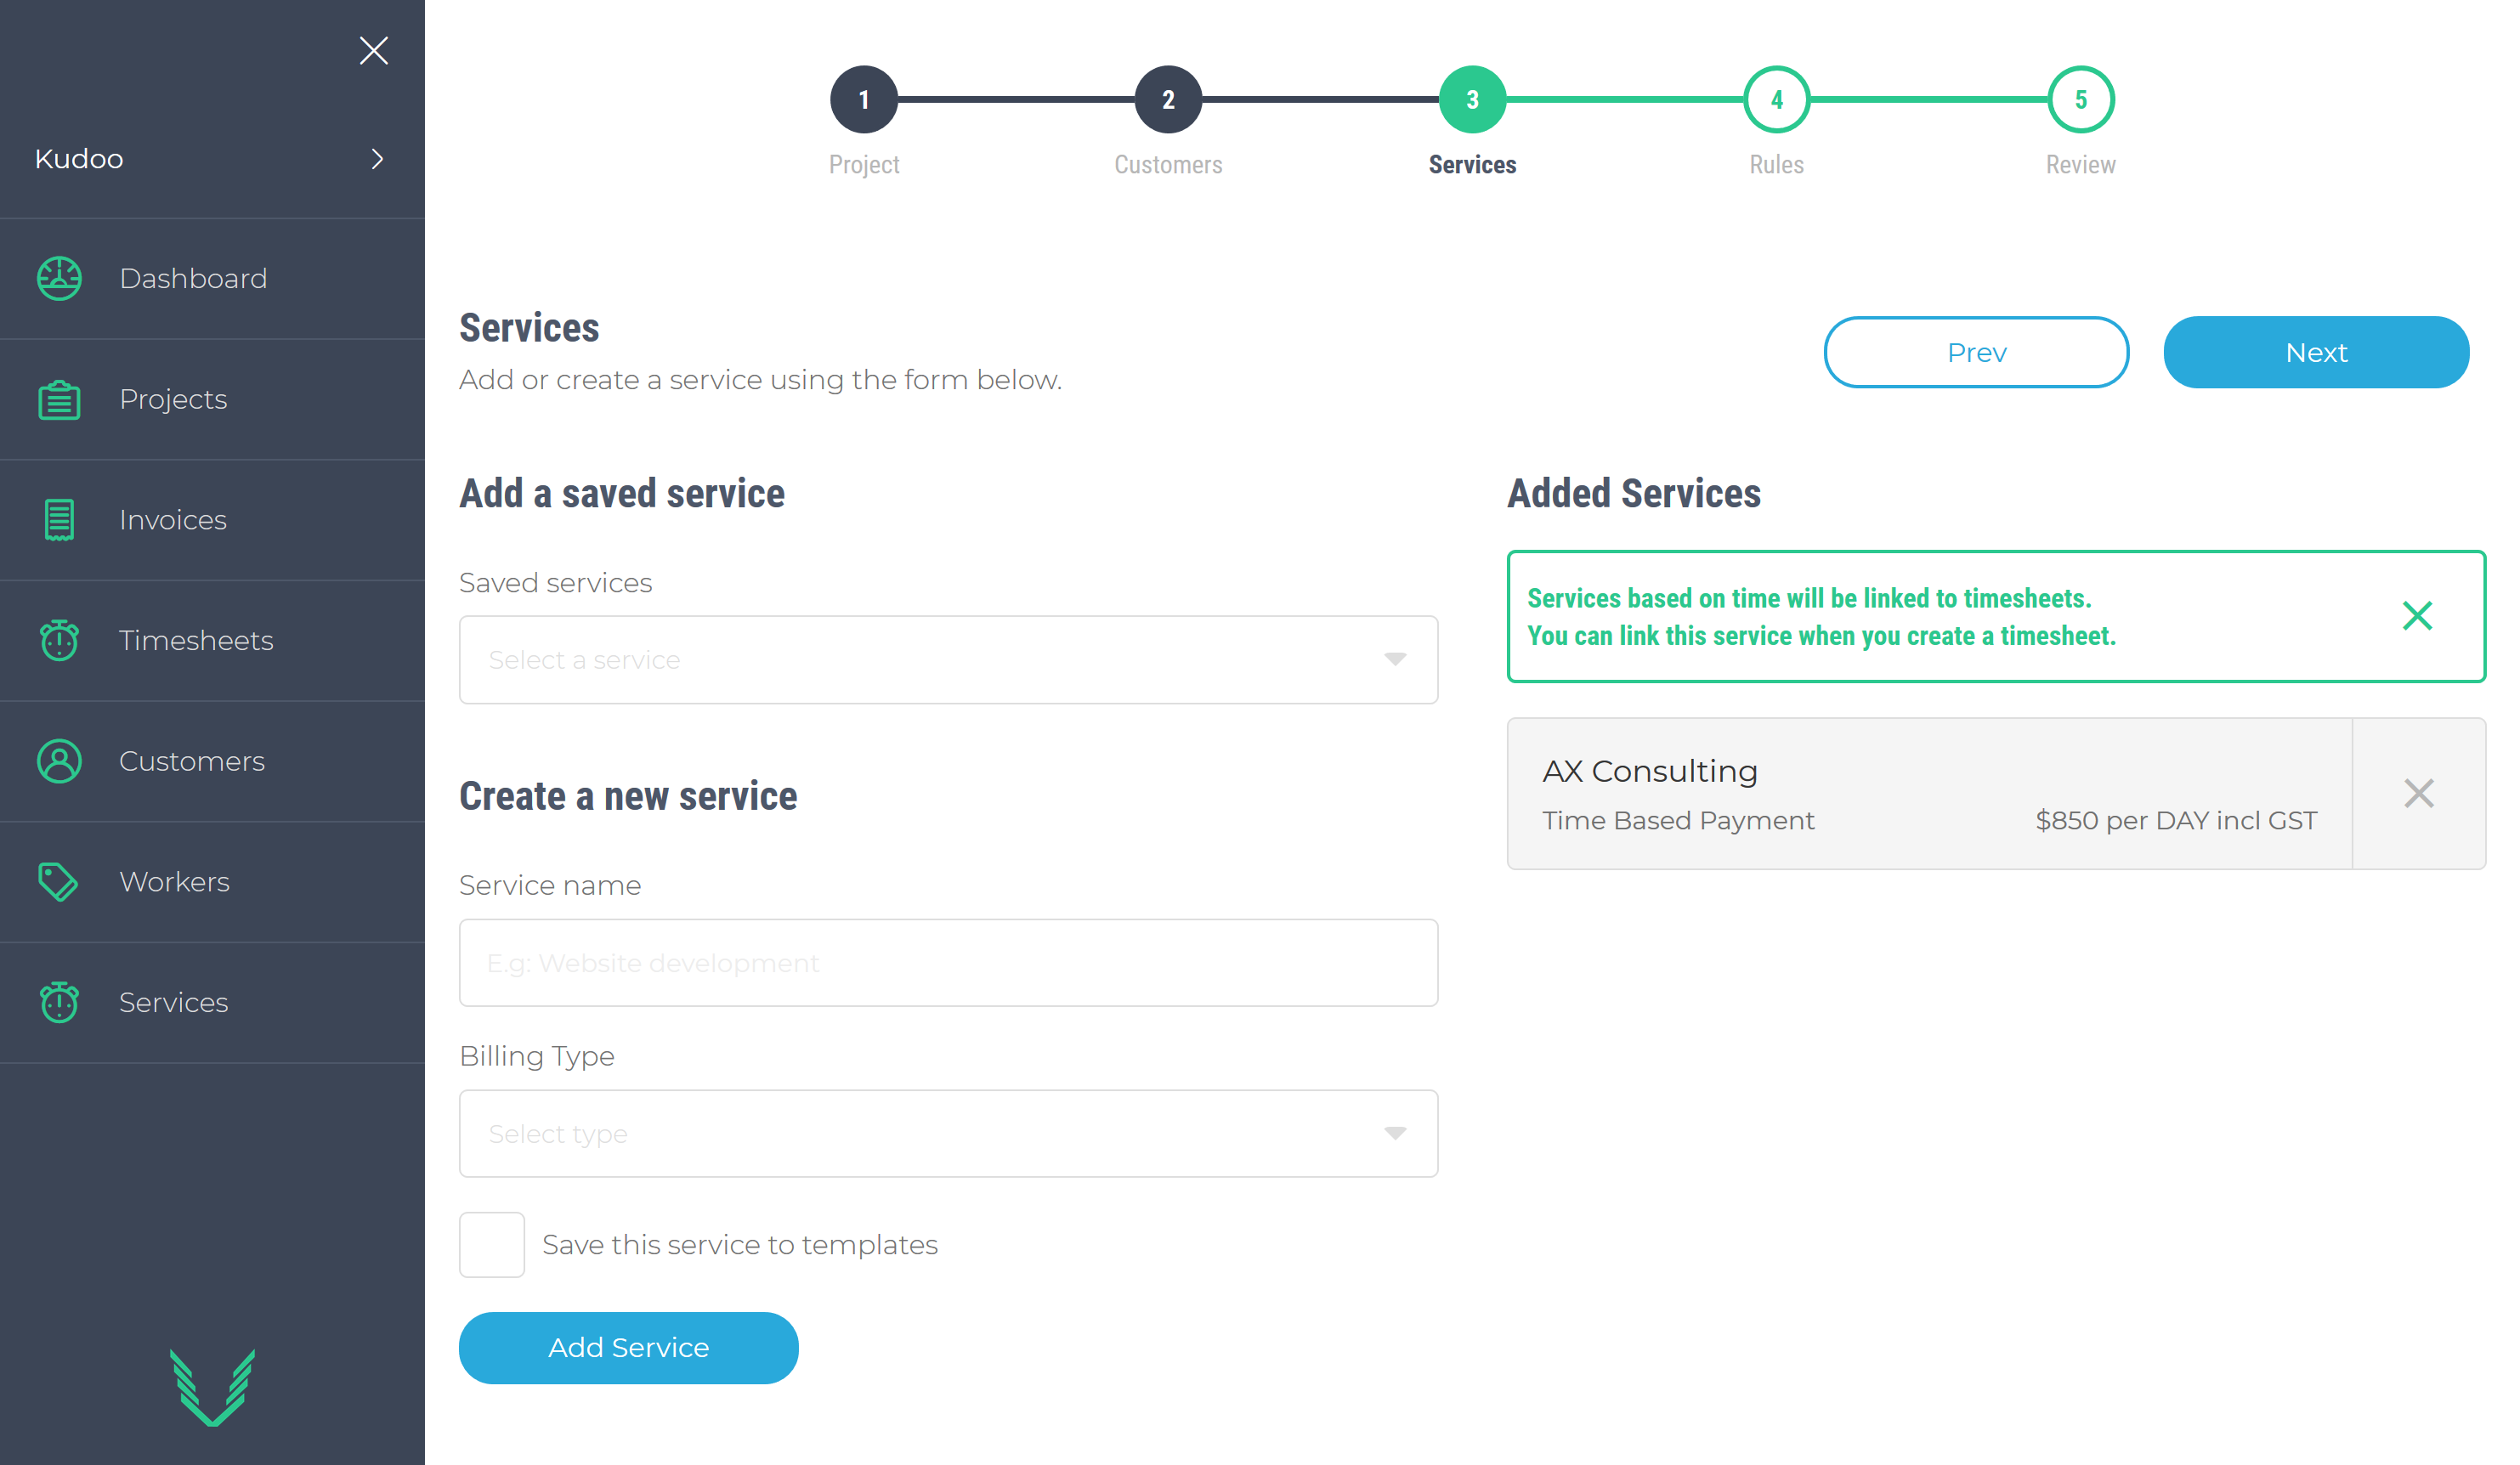 Kudoo
Dashboard
Projects
Invoices
Timesheets
Customers
Workers
Services
1
2
3
4
5
Project
Customers
Services
Rules
Review
Services
Add or create a service using the form below.
Prev
Next
Add a saved service
Saved services
Select a service
Create a new service
Service name
E.g: Website development
Billing Type
Select type
Save this service to templates
Add Service
Added Services
Services based on time will be linked to timesheets.
You can link this service when you create a timesheet.
AX Consulting
Time Based Payment
$850 per DAY incl GST